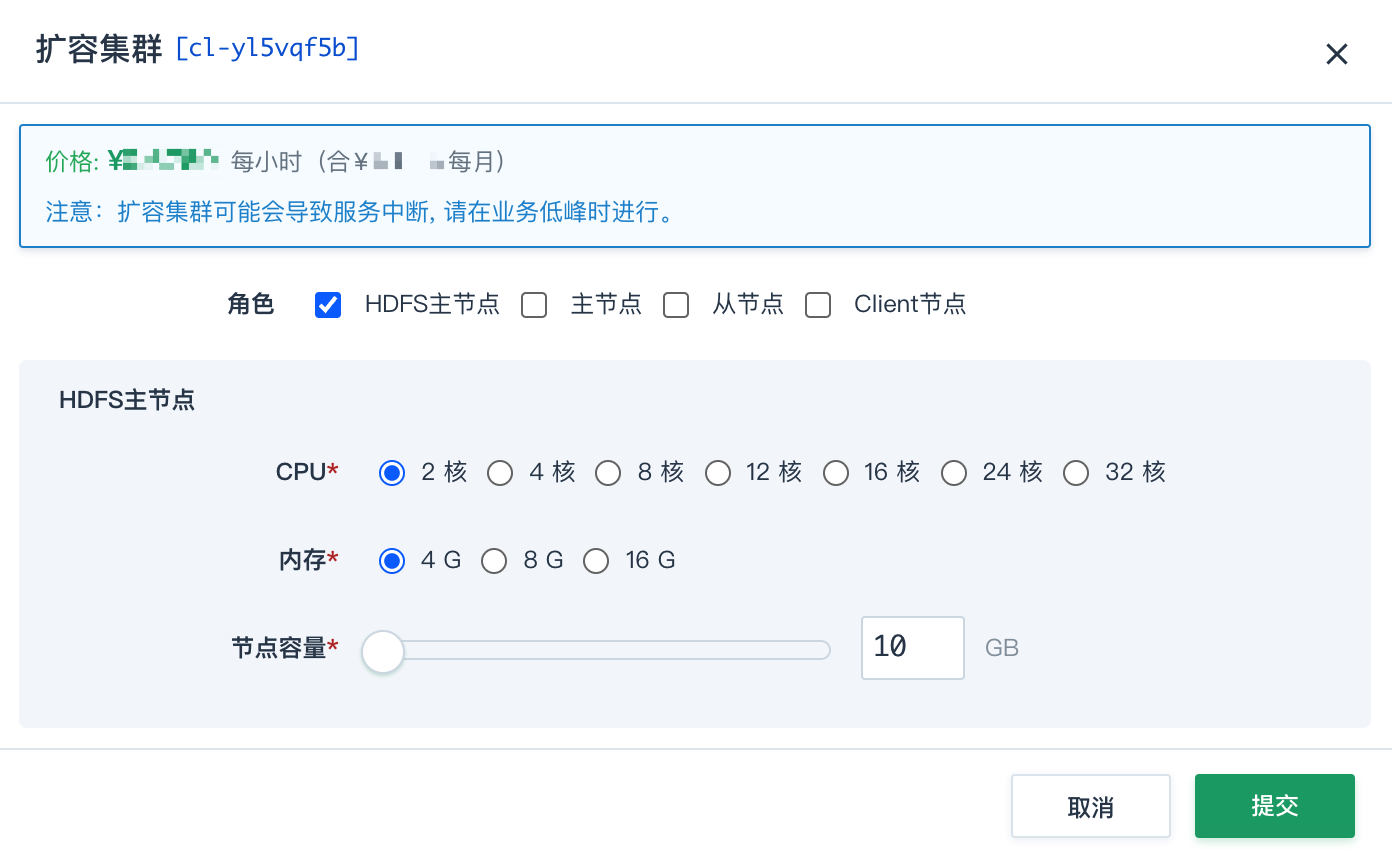 扩容集群 [cl-yl5vqf5b]
价格: ¥ 每小时（合¥ 每月）
注意：扩容集群可能会导致服务中断, 请在业务低峰时进行。
角色 HDFS主节点 主节点 从节点 Client节点
HDFS主节点
CPU* 2 核 4 核 8 核 12 核 16 核 24 核 32 核
内存* 4 G 8 G 16 G
节点容量* 10 GB
取消 提交